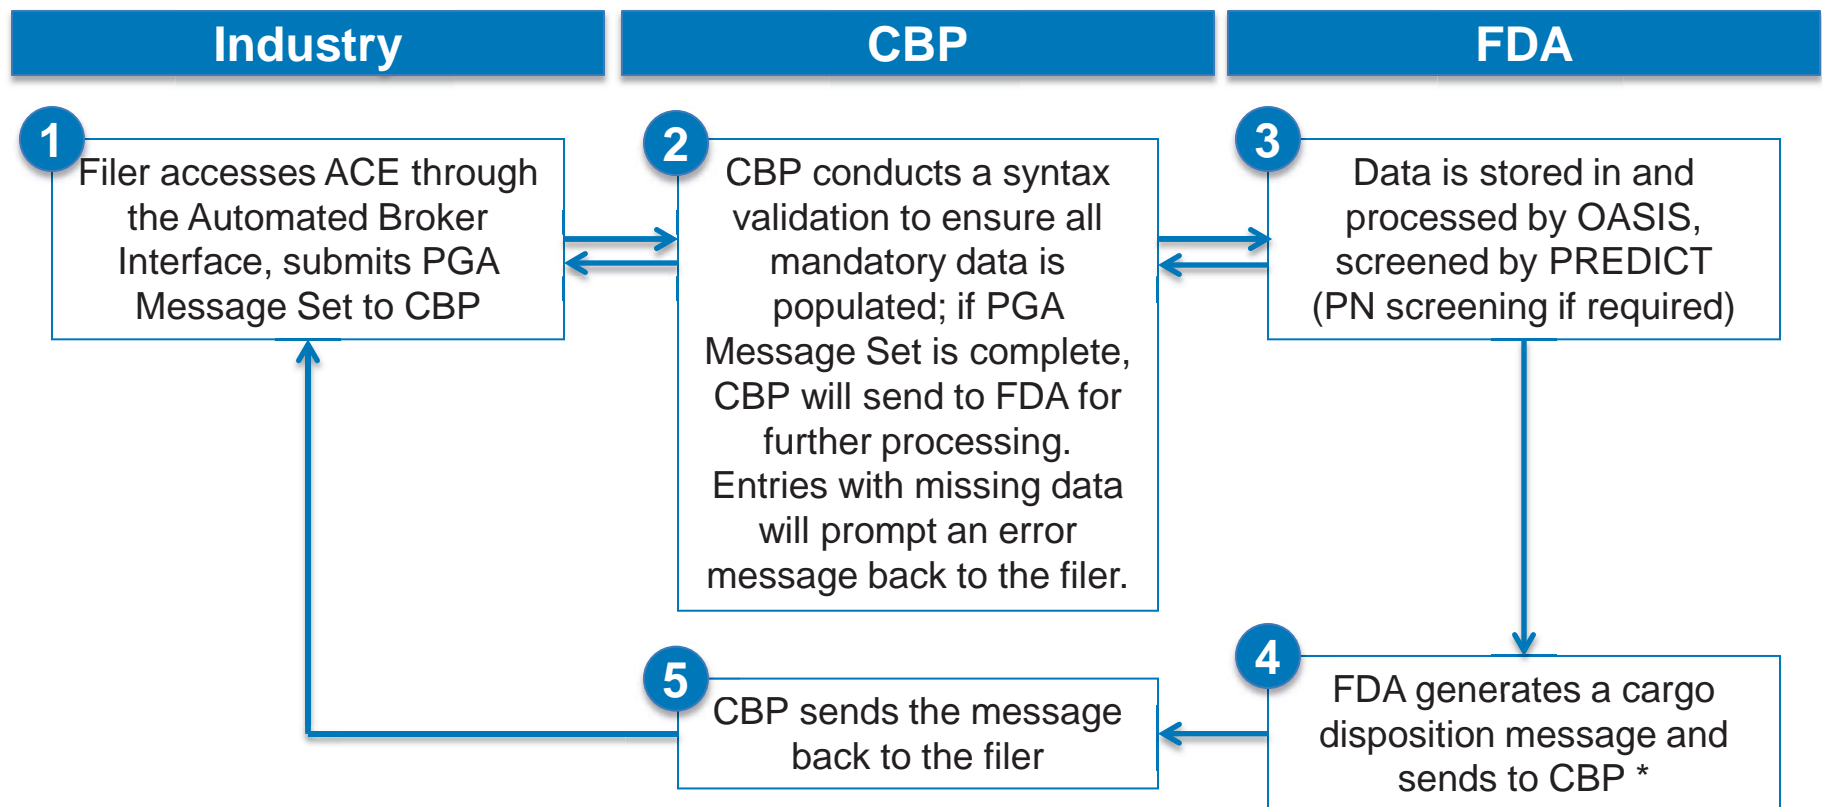 Industry
CBP
FDA
1
Filer accesses ACE through
the Automated Broker
Interface, submits PGA
Message Set to CBP
2
CBP conducts a syntax
validation to ensure all
mandatory data is
populated; if PGA
Message Set is complete,
CBP will send to FDA for
further processing.
Entries with missing data
will prompt an error
message back to the filer.
3
Data is stored in and
processed by OASIS,
screened by PREDICT
(PN screening if required)
4
FDA generates a cargo
disposition message and
sends to CBP *
5
CBP sends the message
back to the filer